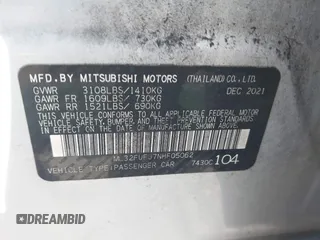 MFD.BY MITSUBISHI MOTORS (THAILAND) CO.,LTD.
GVWR 3108LBS/1410KG DEC 2021
GAWR FR 1609LBS/ 730KG
GAWR RR 1521LBS/ 690KG
THIS VEHICLE CONFORMS TO ALL APPLICABLE FEDERAL MOTOR
VEHICLE SAFETY, BUMPER, AND THEFT PREVENTION STANDARDS IN
EFFECT ON THE DATE OF MANUFACTURE SHOWN ABOVE.
VEHICLE TYPE:PASSENGER CAR 7430C 104